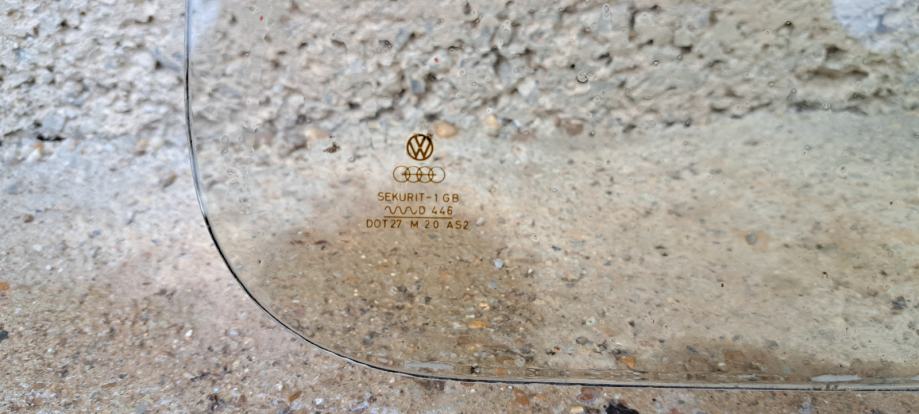 SEKURIT-1 GB
D 446
DOT27 M 20 AS2